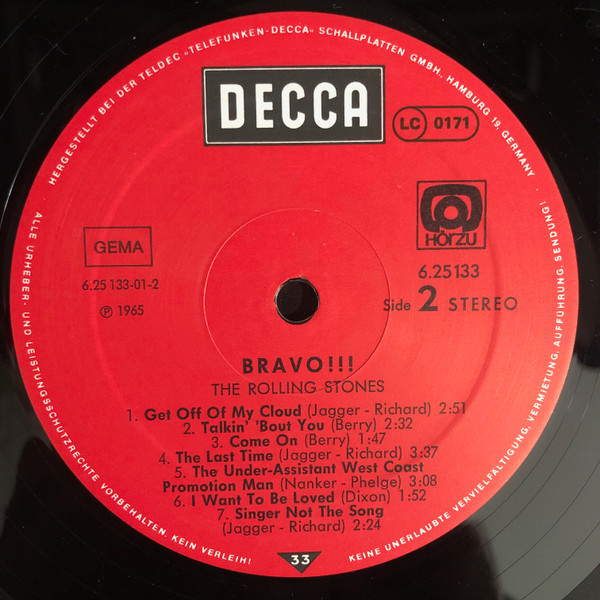 HERGESTELLT BEI DER TELDEC »TELEFUNKEN-DECCA« SCHALLPLATTEN GMBH., HAMBURG 19, GERMANY ·
DECCA
LC 0171
GEMA
HÖRZU
6.25 133-01-2
6.25133
℗ 1965
Side 2 STEREO
BRAVO!!!
THE ROLLING STONES
1. Get Off Of My Cloud (Jagger - Richard) 2:51
2. Talkin' 'Bout You (Berry) 2:32
3. Come On (Berry) 1:47
4. The Last Time (Jagger - Richard) 3:37
5. The Under-Assistant West Coast
Promotion Man (Nanker - Phelge) 3:08
6. I Want To Be Loved (Dixon) 1:52
7. Singer Not The Song
(Jagger - Richard) 2:24
33
ALLE URHEBER- UND LEISTUNGSSCHUTZRECHTE VORBEHALTEN. KEIN VERLEIH!
KEINE UNERLAUBTE VERVIELFÄLTIGUNG, VERMIETUNG, AUFFÜHRUNG, SENDUNG!